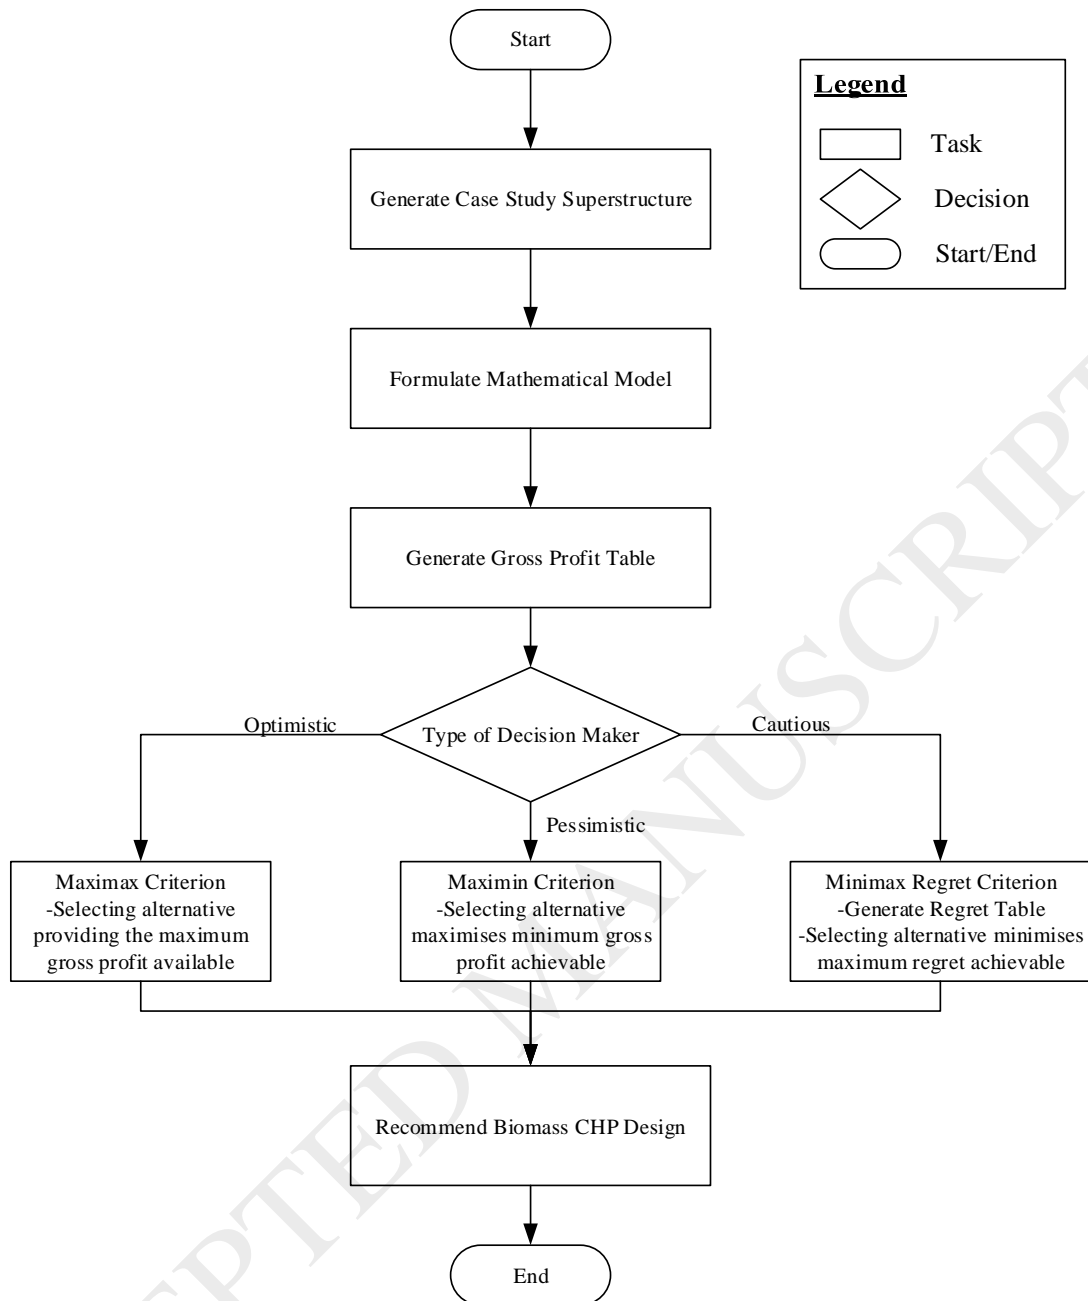 Start
Legend
Task
Decision
Start/End
Generate Case Study Superstructure
Formulate Mathematical Model
Generate Gross Profit Table
Type of Decision Maker
Optimistic
Cautious
Pessimistic
Maximax Criterion
-Selecting alternative
providing the maximum
gross profit available
Maximin Criterion
-Selecting alternative
maximises minimum gross
profit achievable
Minimax Regret Criterion
-Generate Regret Table
-Selecting alternative minimises
maximum regret achievable
Recommend Biomass CHP Design
End
EPTED MANUSCRIPT